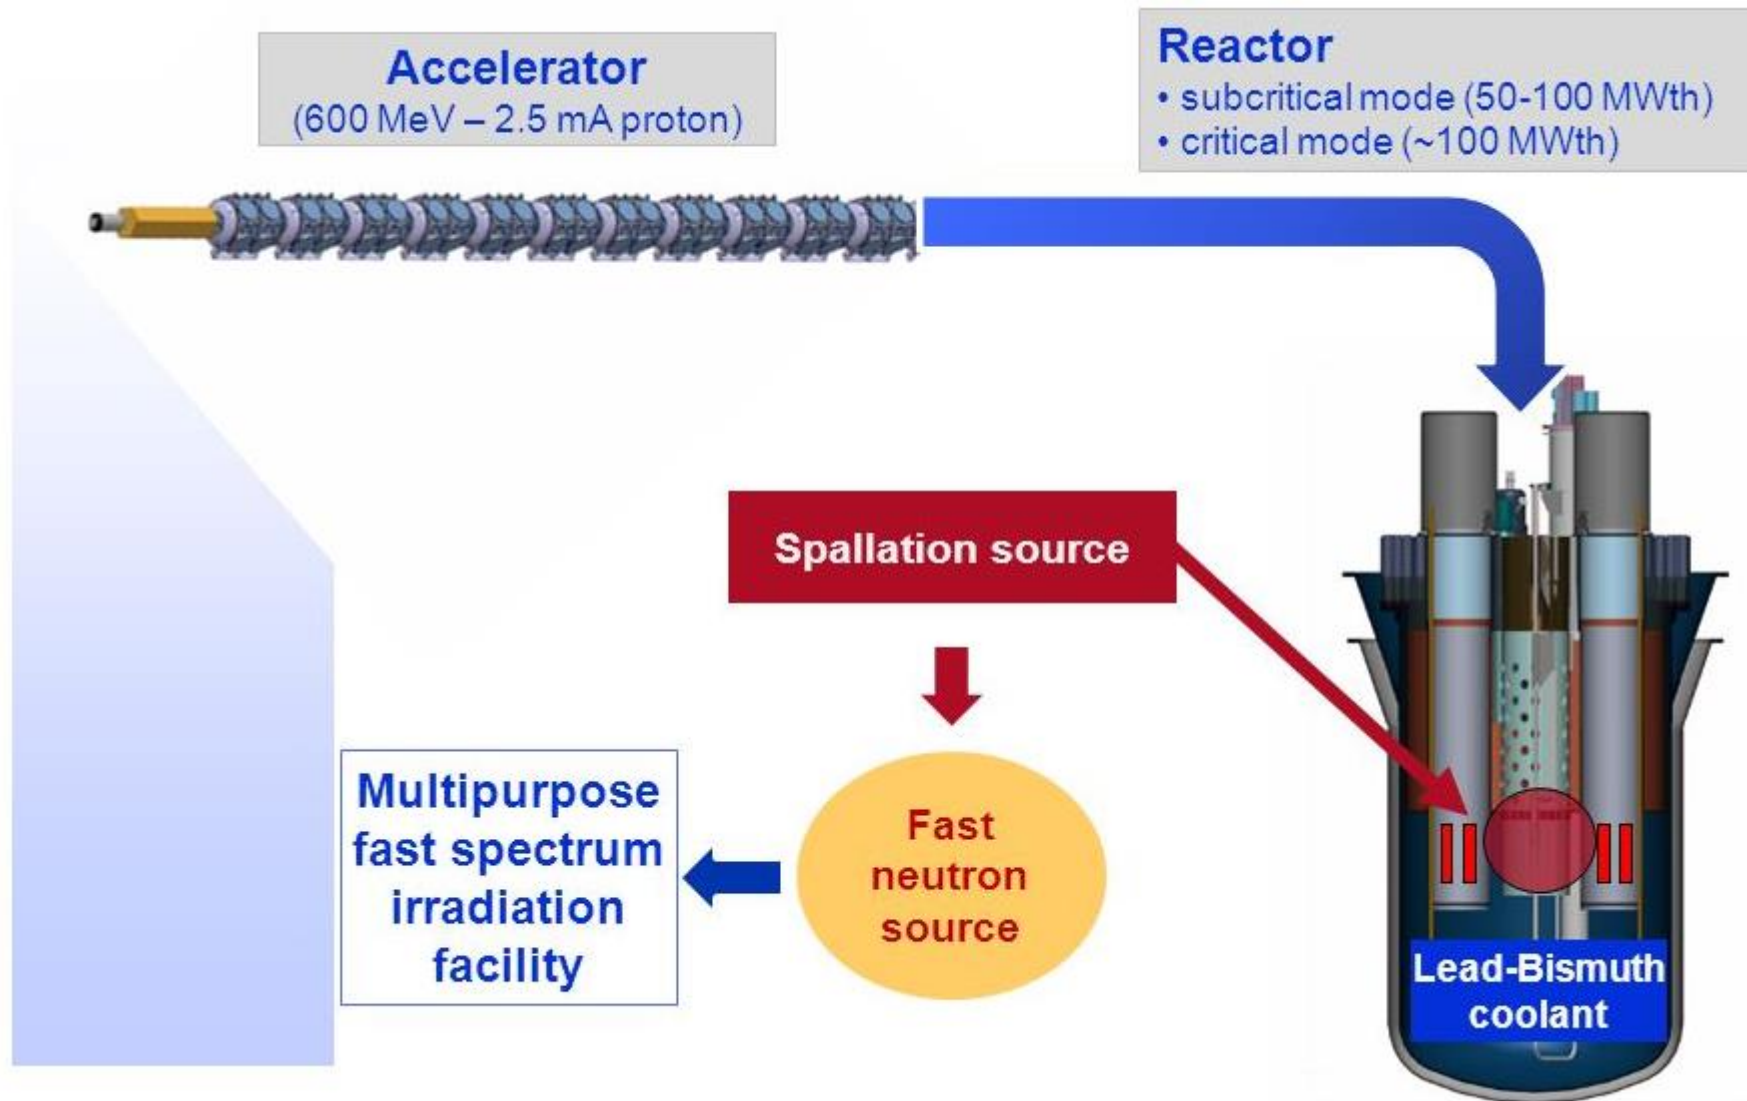 Accelerator
(600 MeV – 2.5 mA proton)
Reactor
• subcritical mode (50-100 MWth)
• critical mode (~100 MWth)
Spallation source
Fast
neutron
source
Multipurpose
fast spectrum
irradiation
facility
Lead-Bismuth
coolant